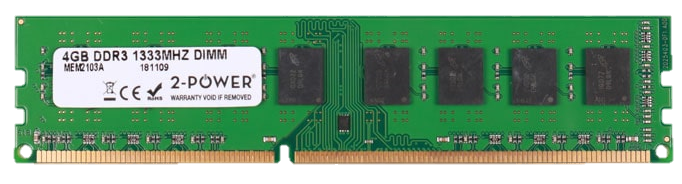 4GB DDR3 1333MHZ DIMM
MEM2103A 181109
2-POWER
WARRANTY VOID IF REMOVED